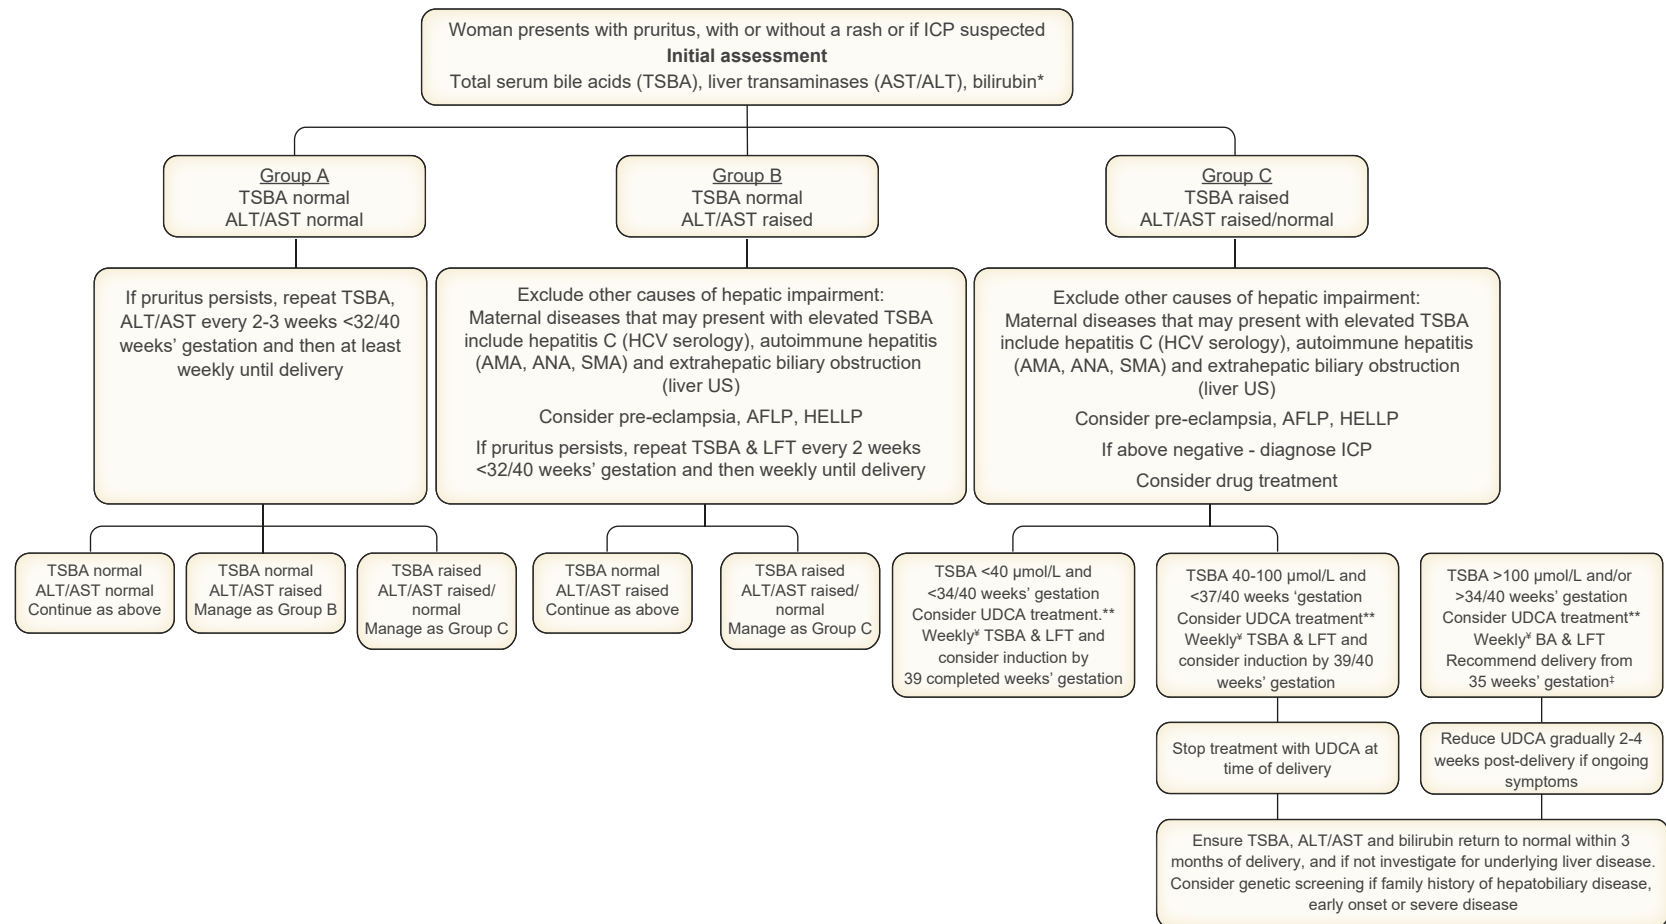 Woman presents with pruritus, with or without a rash or if ICP suspected
Initial assessment
Total serum bile acids (TSBA), liver transaminases (AST/ALT), bilirubin*
Group A
TSBA normal
ALT/AST normal
Group B
TSBA normal
ALT/AST raised
Group C
TSBA raised
ALT/AST raised/normal
If pruritus persists, repeat TSBA,
ALT/AST every 2-3 weeks <32/40
weeks’ gestation and then at least
weekly until delivery
Exclude other causes of hepatic impairment:
Maternal diseases that may present with elevated TSBA
include hepatitis C (HCV serology), autoimmune hepatitis
(AMA, ANA, SMA) and extrahepatic biliary obstruction
(liver US)
Consider pre-eclampsia, AFLP, HELLP
If pruritus persists, repeat TSBA & LFT every 2 weeks
<32/40 weeks’ gestation and then weekly until delivery
Exclude other causes of hepatic impairment:
Maternal diseases that may present with elevated TSBA
include hepatitis C (HCV serology), autoimmune hepatitis
(AMA, ANA, SMA) and extrahepatic biliary obstruction
(liver US)
Consider pre-eclampsia, AFLP, HELLP
If above negative - diagnose ICP
Consider drug treatment
TSBA normal
ALT/AST normal
Continue as above
TSBA normal
ALT/AST raised
Manage as Group B
TSBA raised
ALT/AST raised/
normal
Manage as Group C
TSBA normal
ALT/AST raised
Continue as above
TSBA raised
ALT/AST raised/
normal
Manage as Group C
TSBA <40 µmol/L and
<34/40 weeks’ gestation
Consider UDCA treatment.**
Weekly¥ TSBA & LFT and
consider induction by
39 completed weeks’ gestation
TSBA 40-100 µmol/L and
<37/40 weeks ‘gestation
Consider UDCA treatment**
Weekly¥ TSBA & LFT and
consider induction by 39/40
weeks’ gestation
TSBA >100 µmol/L and/or
>34/40 weeks’ gestation
Consider UDCA treatment**
Weekly¥ BA & LFT
Recommend delivery from
35 weeks’ gestation‡
Stop treatment with UDCA at
time of delivery
Reduce UDCA gradually 2-4
weeks post-delivery if ongoing
symptoms
Ensure TSBA, ALT/AST and bilirubin return to normal within 3
months of delivery, and if not investigate for underlying liver disease.
Consider genetic screening if family history of hepatobiliary disease,
early onset or severe disease